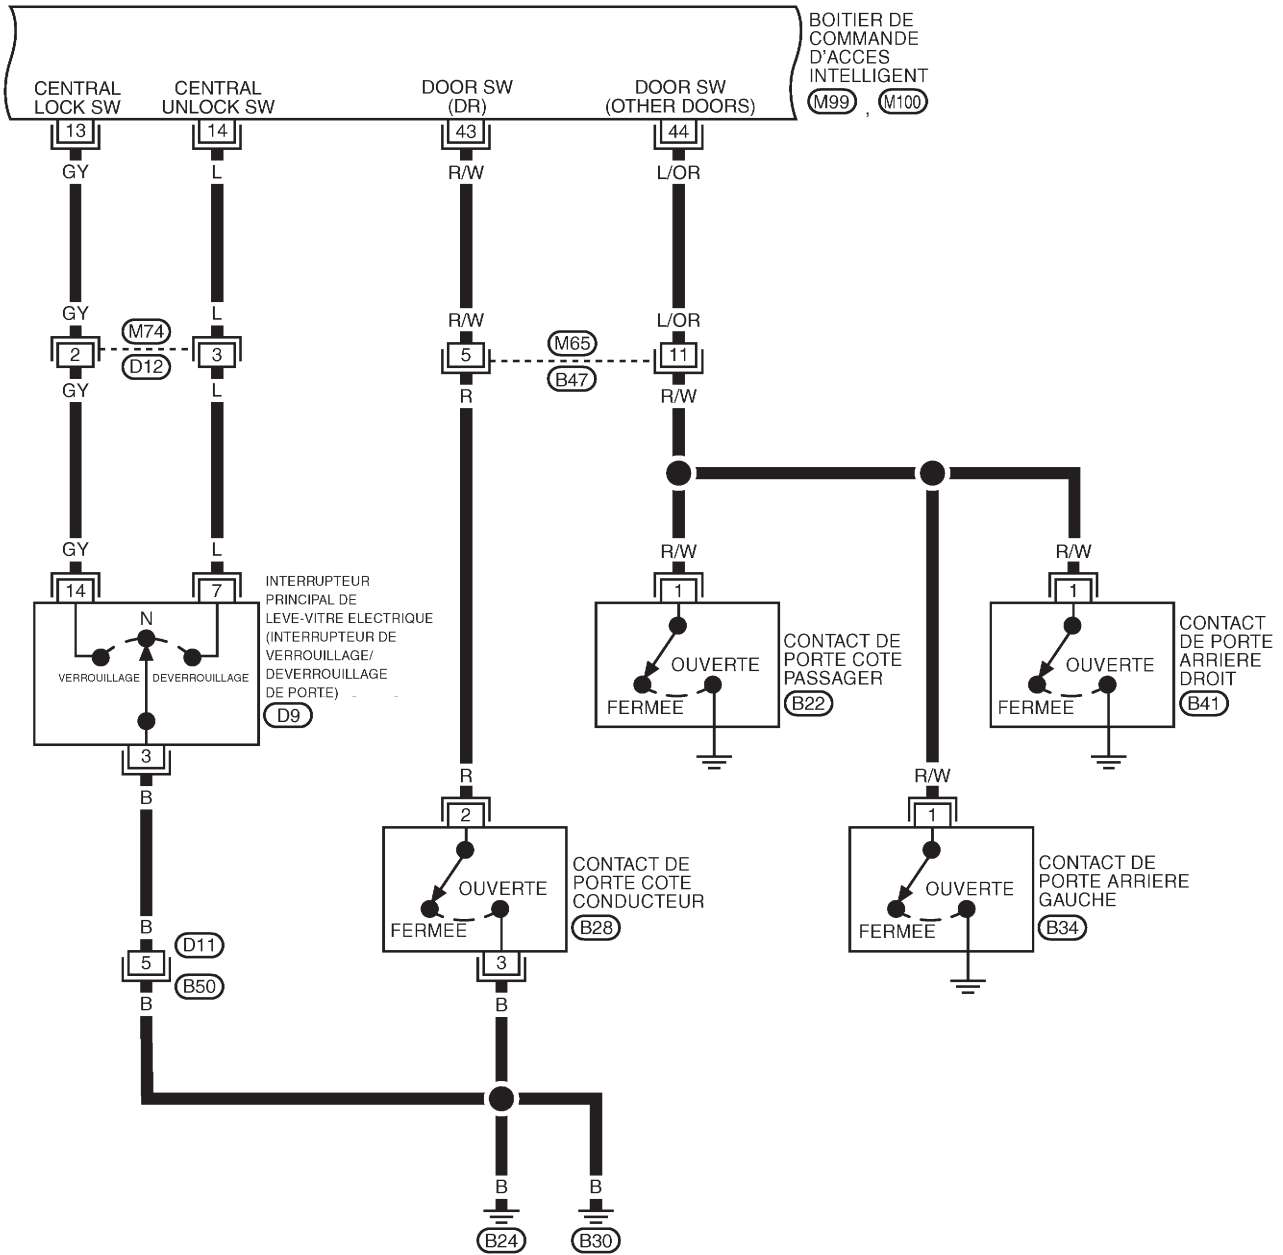 BOITIER DE
COMMANDE
D'ACCES
INTELLIGENT
M99 , M100
CENTRAL
LOCK SW
CENTRAL
UNLOCK SW
DOOR SW
(DR)
DOOR SW
(OTHER DOORS)
13
14
43
44
GY
L
R/W
L/OR
GY
L
R/W
L/OR
2
M74
D12
3
5
M65
B47
11
GY
L
R
R/W
GY
L
R/W
R/W
14
7
1
1
INTERRUPTEUR
PRINCIPAL DE
LEVE-VITRE ELECTRIQUE
(INTERRUPTEUR DE
VERROUILLAGE/
DEVERROUILLAGE
DE PORTE)
D9
N
VERROUILLAGE
DEVERROUILLAGE
3
OUVERTE
FERMEE
CONTACT DE
PORTE COTE
PASSAGER
B22
OUVERTE
FERMEE
CONTACT
DE PORTE
ARRIERE
DROIT
B41
B
R
R/W
2
1
OUVERTE
FERMEE
CONTACT DE
PORTE COTE
CONDUCTEUR
B28
OUVERTE
FERMEE
CONTACT DE
PORTE ARRIERE
GAUCHE
B34
B
D11
5
B50
B
3
B
B
B
B24
B30